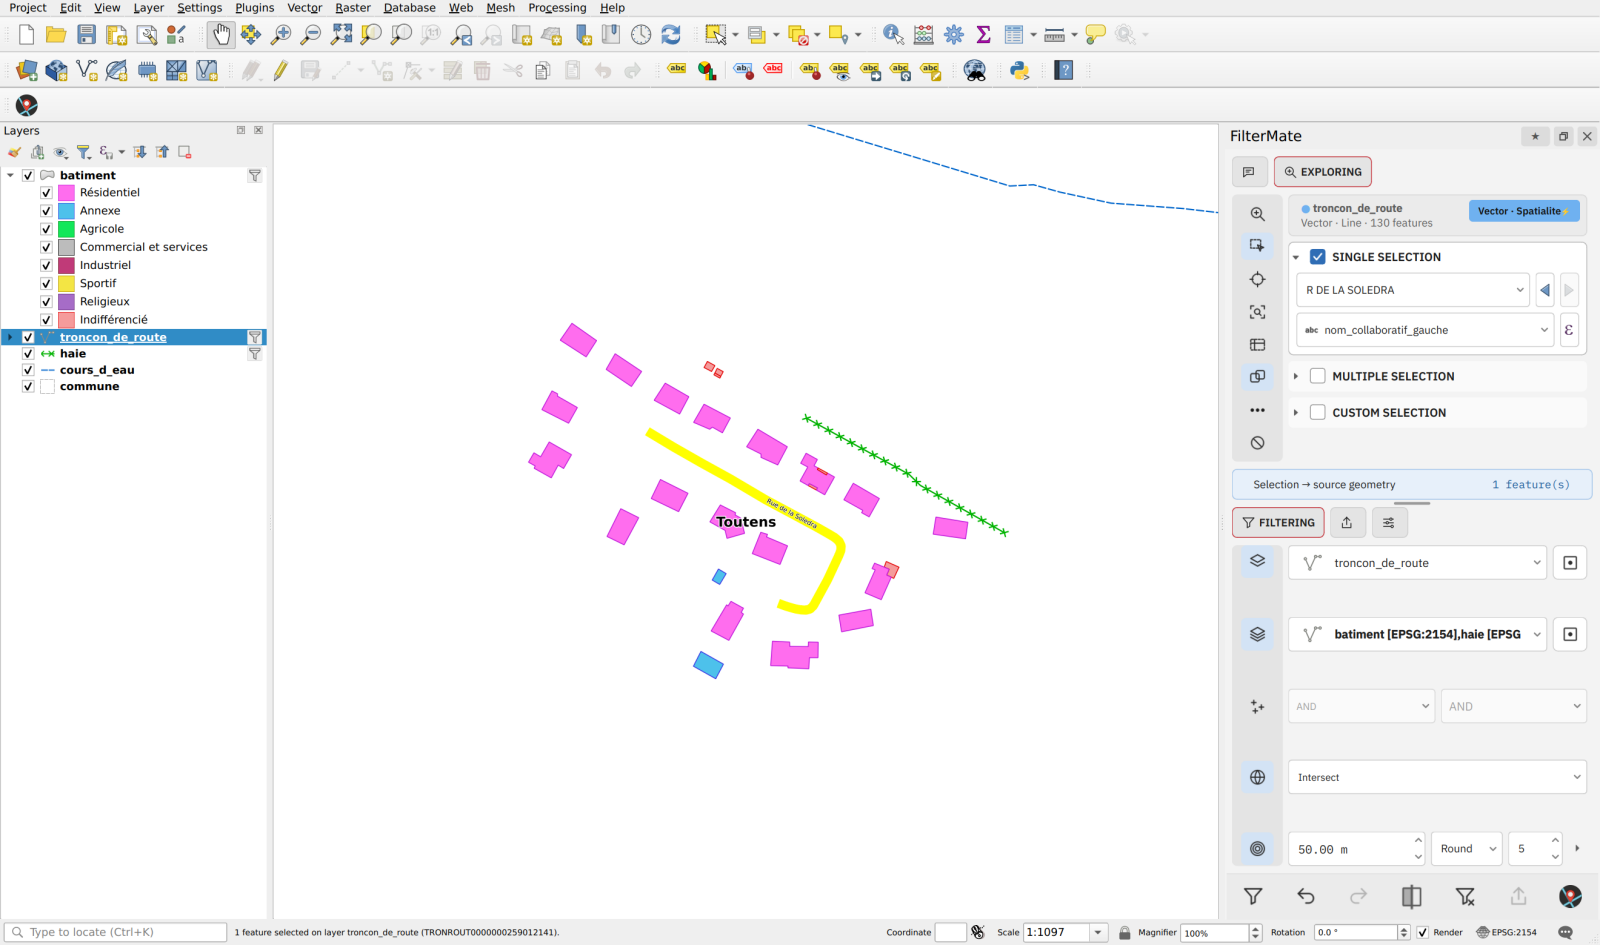 Project Edit View Layer Settings Plugins Vector Raster Database Web Mesh Processing Help
Layers
batiment
Résidentiel
Annexe
Agricole
Commercial et services
Industriel
Sportif
Religieux
Indifférencié
troncon_de_route
haie
cours_d_eau
commune
Rue de la Soledra
Toutens
FilterMate
EXPLORING
troncon_de_route
Vector · Line · 130 features
Vector · Spatialite
SINGLE SELECTION
R DE LA SOLEDRA
abc nom_collaboratif_gauche
MULTIPLE SELECTION
CUSTOM SELECTION
Selection → source geometry 1 feature(s)
FILTERING
troncon_de_route
batiment [EPSG:2154],haie [EPSG
AND AND
Intersect
50.00 m Round 5
Type to locate (Ctrl+K) 1 feature selected on layer troncon_de_route (TRONROUT0000000259012141). Coordinate Scale 1:1097 Magnifier 100% Rotation 0.0 ° Render EPSG:2154